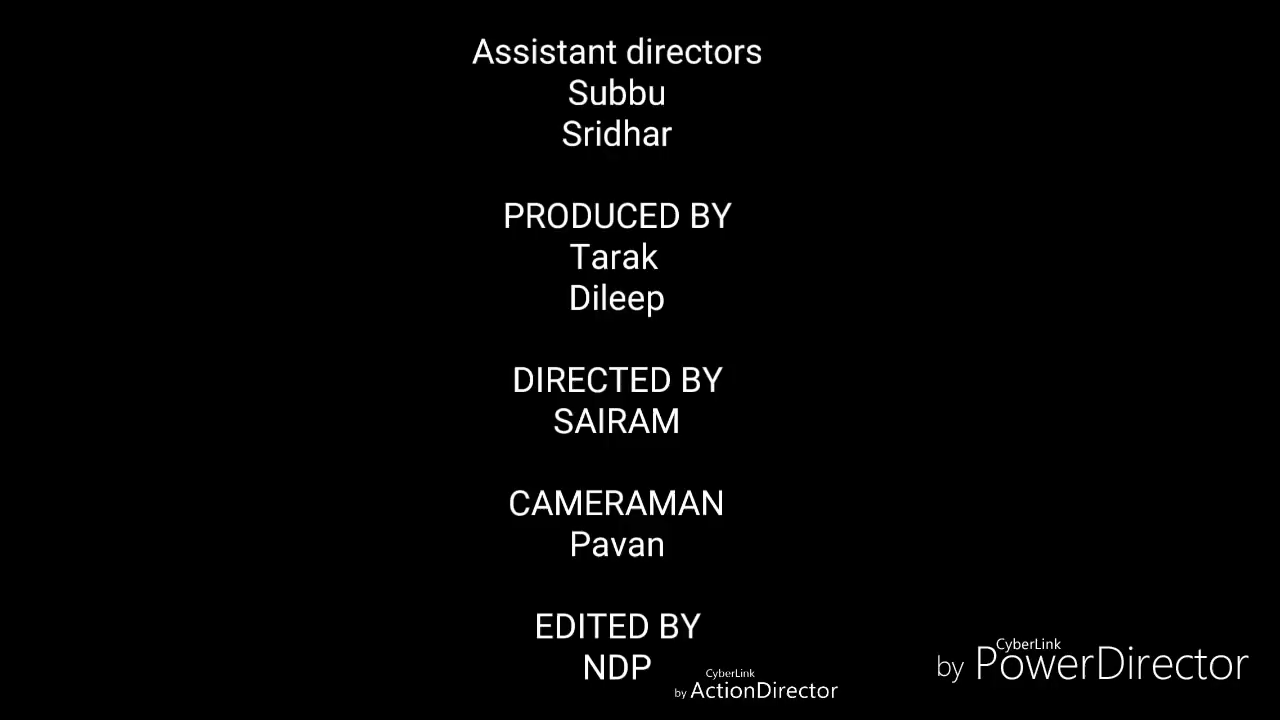 Assistant directors
Subbu
Sridhar
PRODUCED BY
Tarak
Dileep
DIRECTED BY
SAIRAM
CAMERAMAN
Pavan
EDITED BY
NDP
CyberLink
by ActionDirector
CyberLink
by PowerDirector